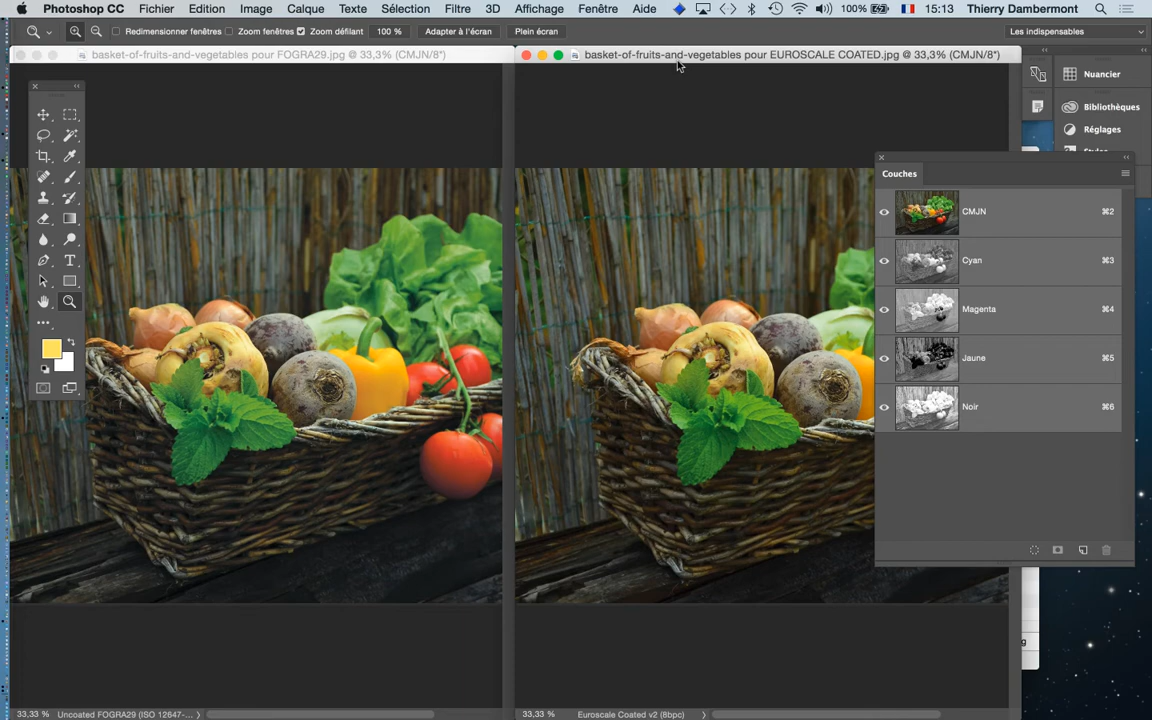 Photoshop CC Fichier Edition Image Calque Texte Sélection Filtre 3D Affichage Fenêtre Aide 100% 15:13 Thierry Dambermont
Redimensionner fenêtres Zoom fenêtres Zoom défilant 100 % Adapter à l'écran Plein écran Les indispensables
basket-of-fruits-and-vegetables pour FOGRA29.jpg @ 33,3% (CMJN/8*)
basket-of-fruits-and-vegetables pour EUROSCALE COATED.jpg @ 33,3% (CMJN/8*)
Nuancier
Bibliothèques
Réglages
Styles
Couches
CMJN ⌘2
Cyan ⌘3
Magenta ⌘4
Jaune ⌘5
Noir ⌘6
33,33 % Uncoated FOGRA29 (ISO 12647-...
33,33 % Euroscale Coated v2 (8bpc)